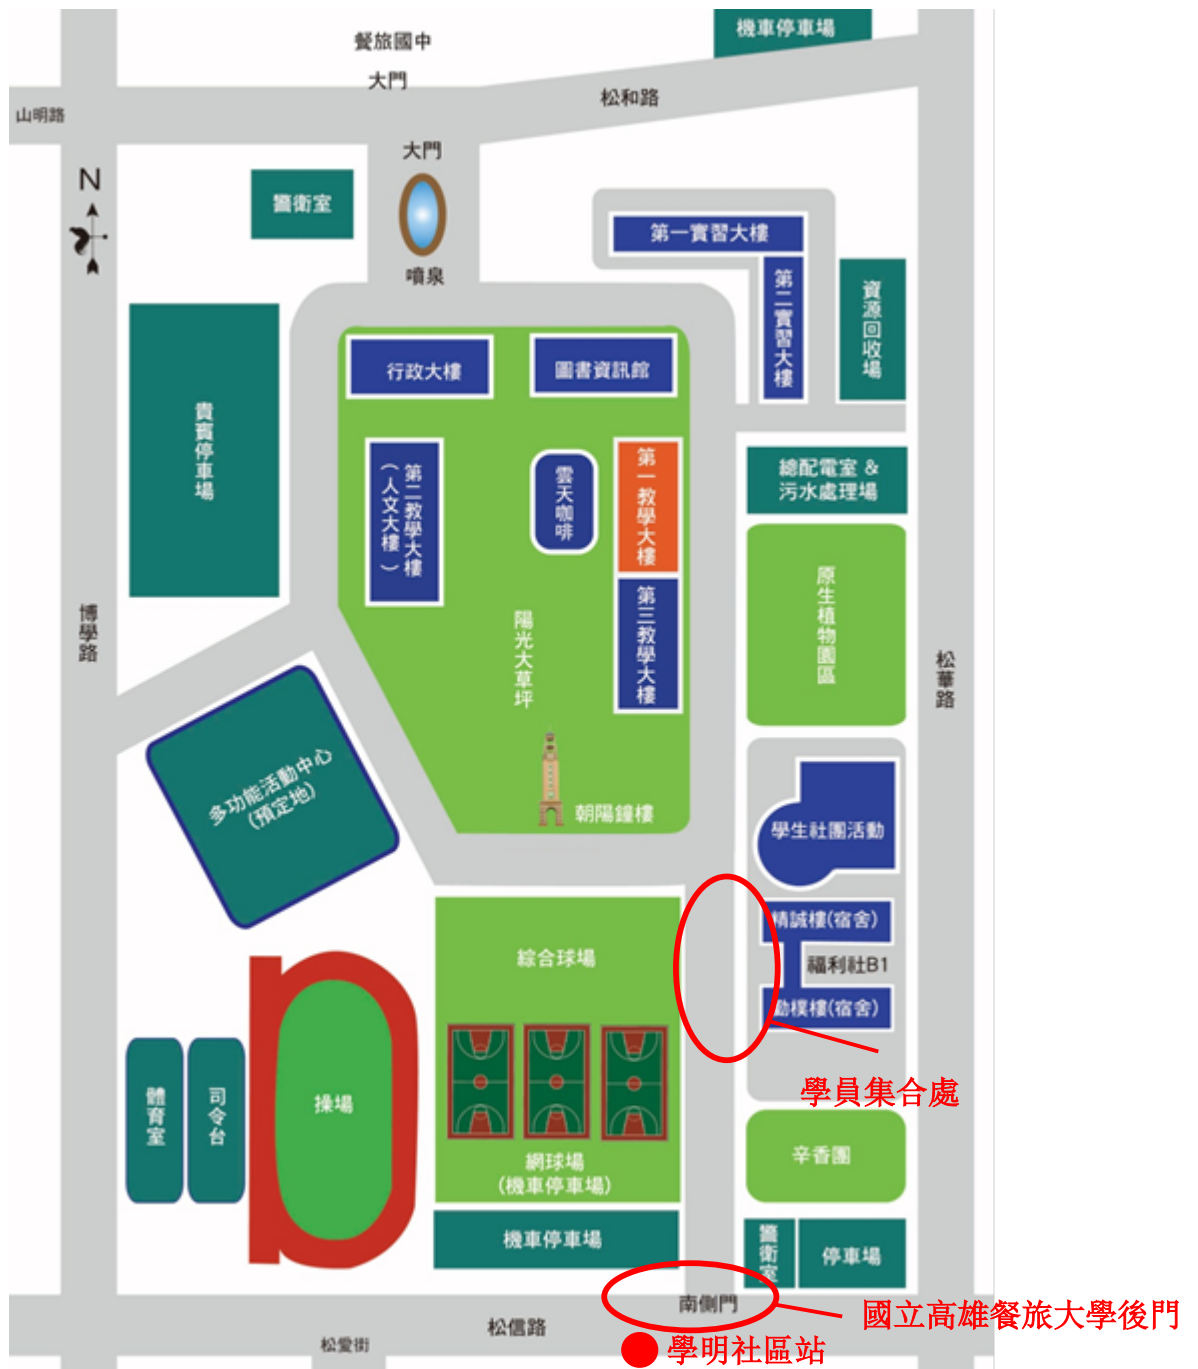 機車停車場
餐旅國中
大門
松和路
山明路
大門
N
警衛室
噴泉
第一實習大樓
第二實習大樓
資源回收場
行政大樓
圖書資訊館
貴賓停車場
第二教學大樓
(人文大樓)
雲天咖啡
第一教學大樓
總配電室 &
污水處理場
原生植物園區
第三教學大樓
陽光大草坪
博學路
松華路
多功能活動中心
(預定地)
朝陽鐘樓
學生社團活動
精誠樓(宿舍)
福利社B1
勤樸樓(宿舍)
綜合球場
學員集合處
體育室
司令台
操場
網球場
(機車停車場)
辛香園
機車停車場
警衛室
停車場
南側門
國立高雄餐旅大學後門
松信路
松愛街
學明社區站